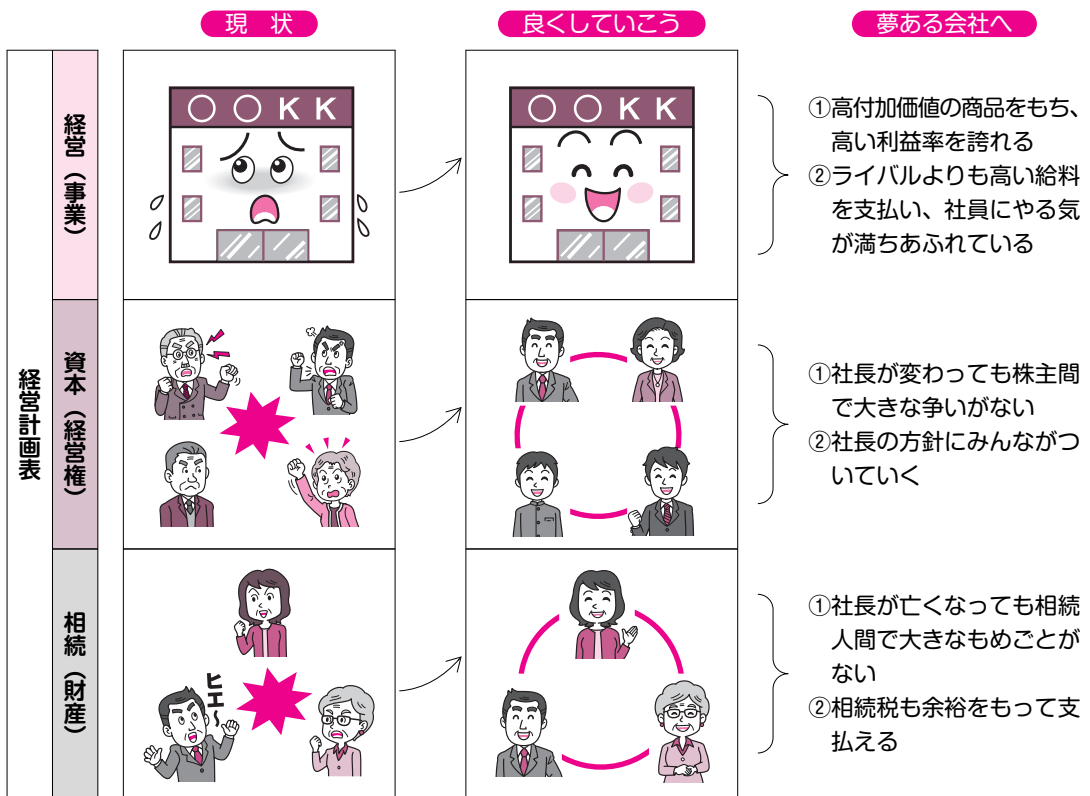 現 状
良くしていこう
夢ある会社へ
経営計画表
経営（事業）
○○KK
○○KK
①高付加価値の商品をもち、
高い利益率を誇れる
②ライバルよりも高い給料
を支払い、社員にやる気
が満ちあふれている
資本（経営権）
①社長が変わっても株主間
で大きな争いがない
②社長の方針にみんながつ
いていく
相続（財産）
ヒエ～
①社長が亡くなっても相続
人間で大きなもめごとが
ない
②相続税も余裕をもって支
払える